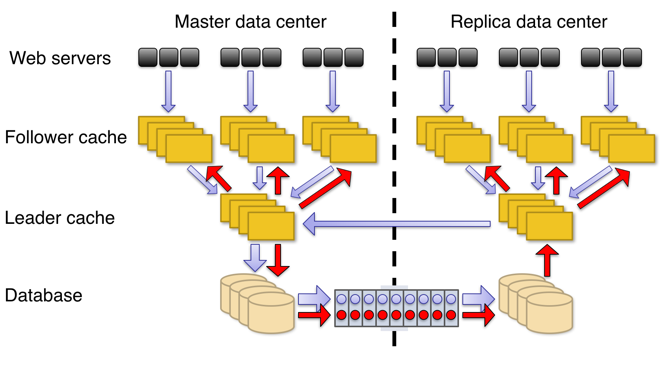 Master data center
Replica data center
Web servers
Follower cache
Leader cache
Database